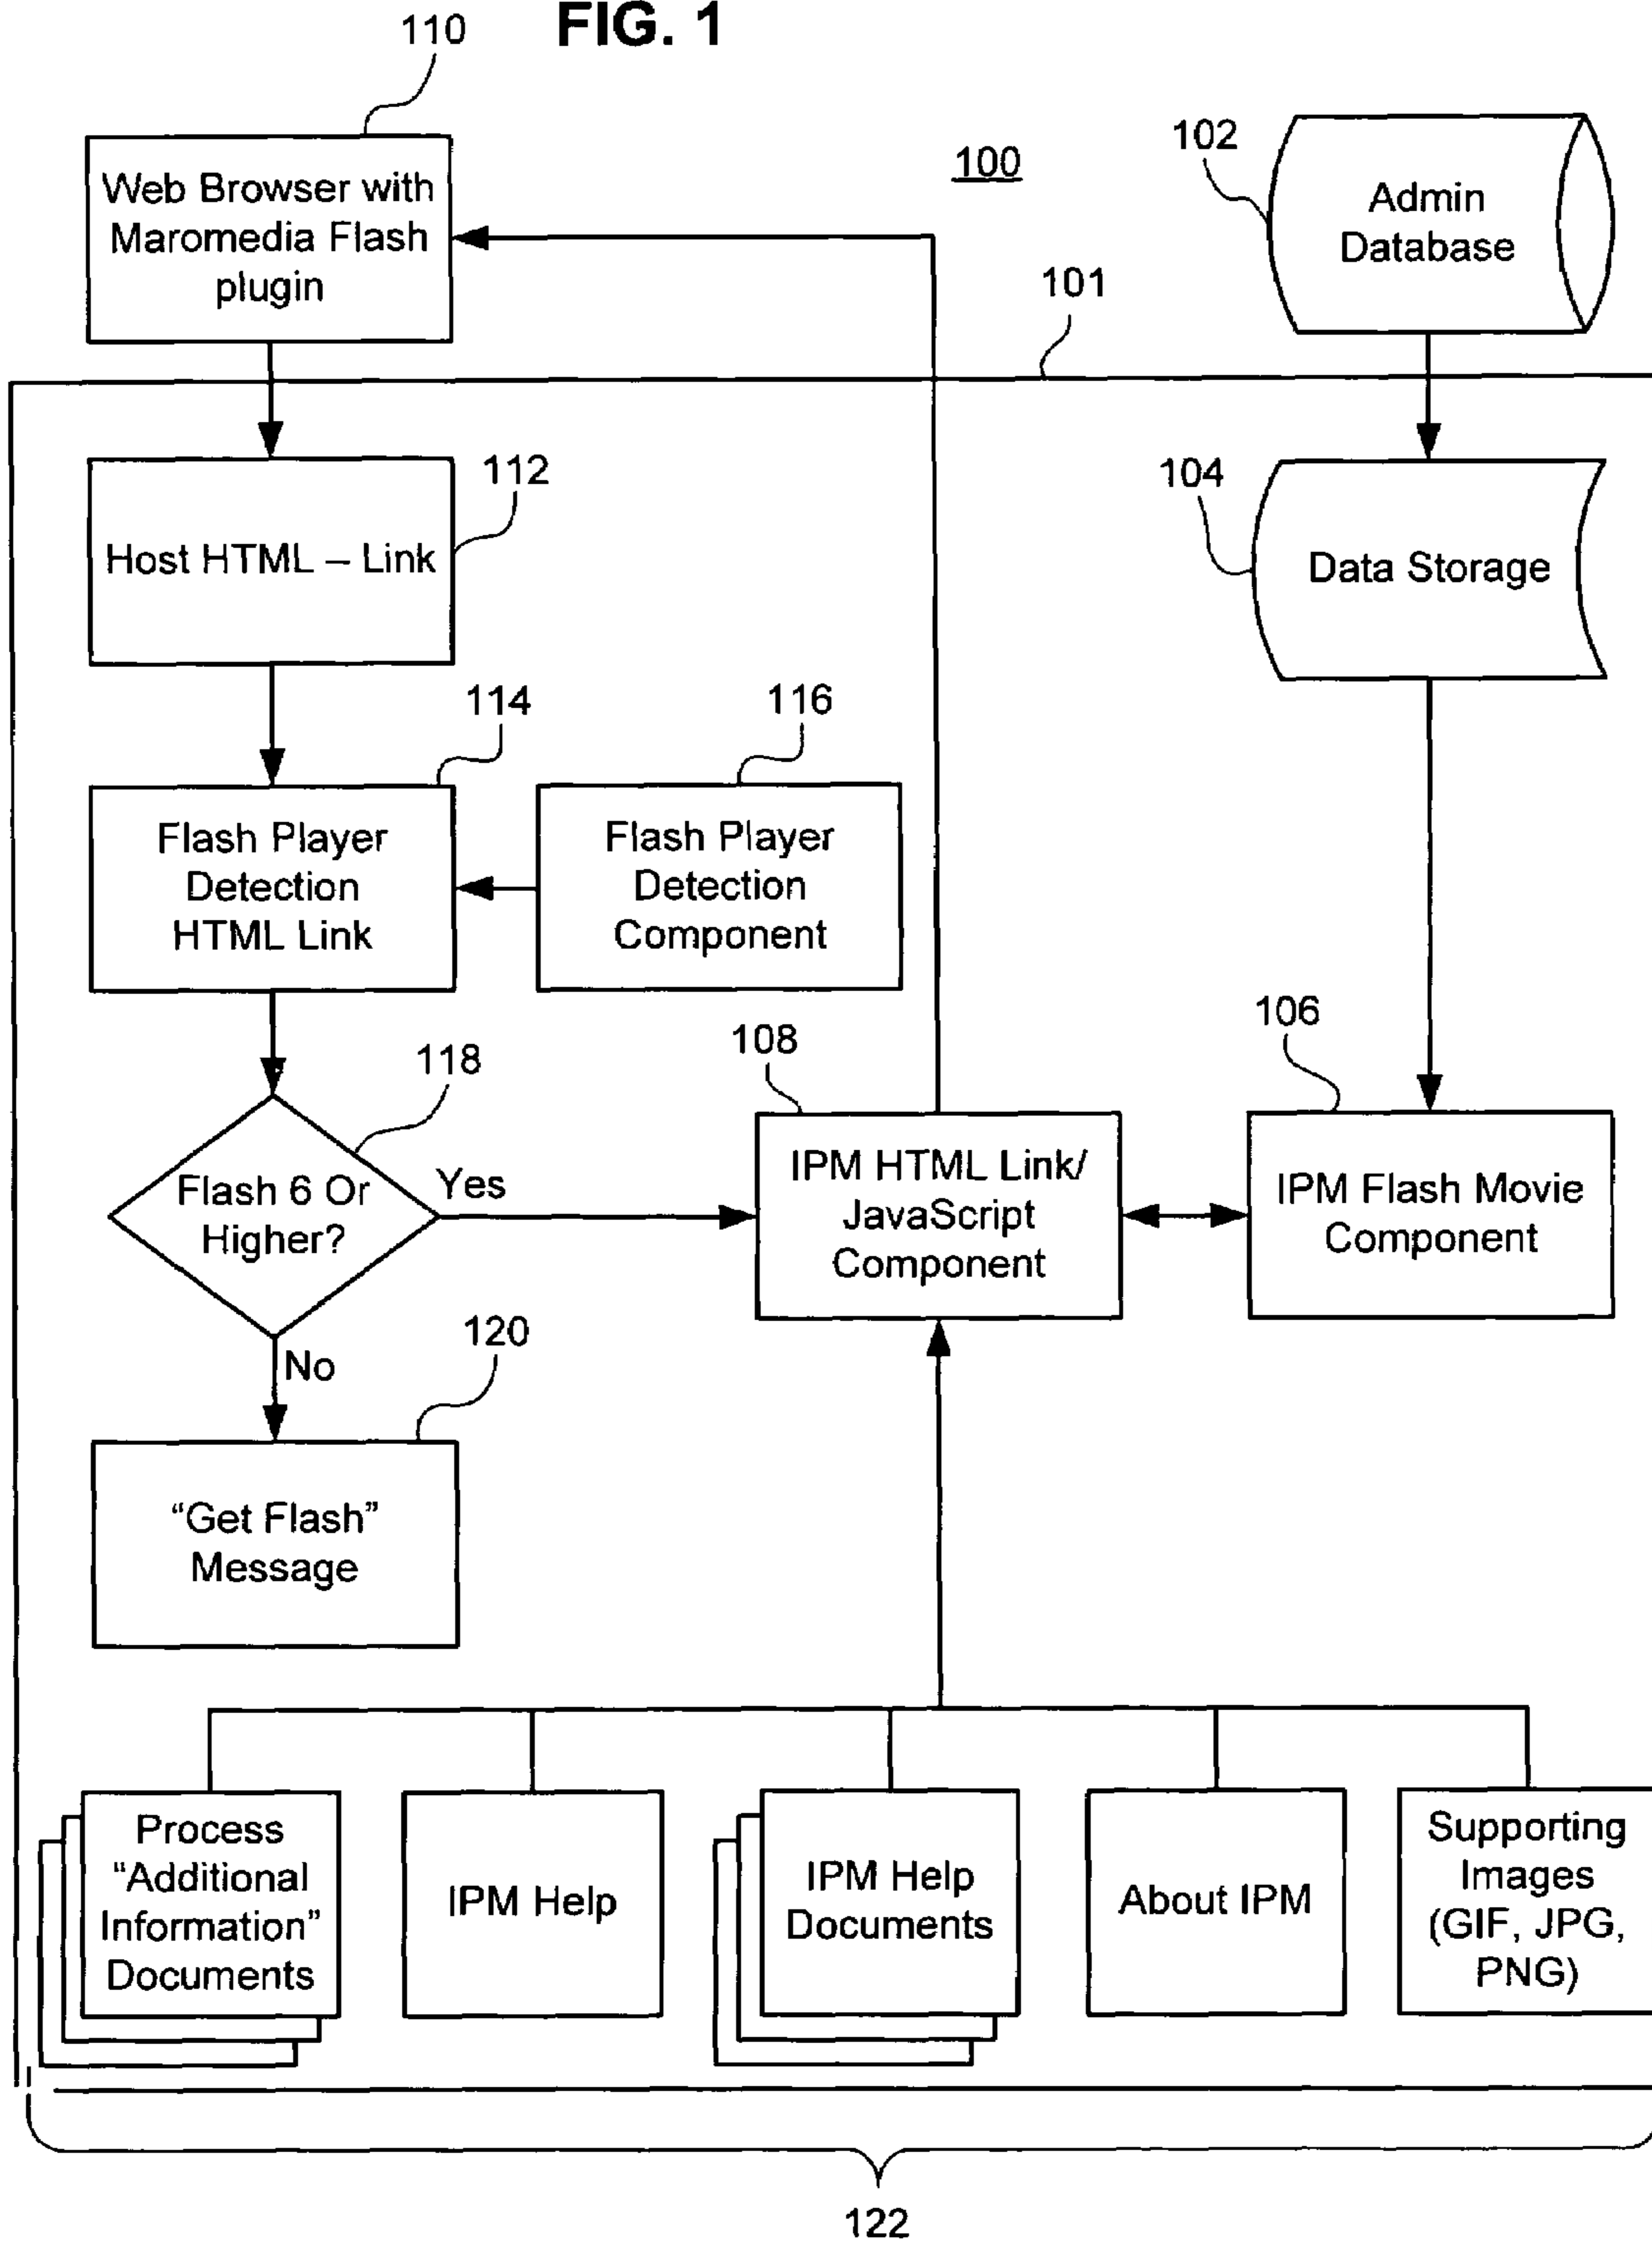 FIG. 1
110
100
102
Web Browser with
Maromedia Flash
plugin
Admin
Database
101
112
Host HTML – Link
104
Data Storage
114
116
Flash Player
Detection
HTML Link
Flash Player
Detection
Component
118
Flash 6 Or
Higher?
Yes
No
108
IPM HTML Link/
JavaScript
Component
106
IPM Flash Movie
Component
120
“Get Flash”
Message
Process
“Additional
Information”
Documents
IPM Help
IPM Help
Documents
About IPM
Supporting
Images
(GIF, JPG,
PNG)
122